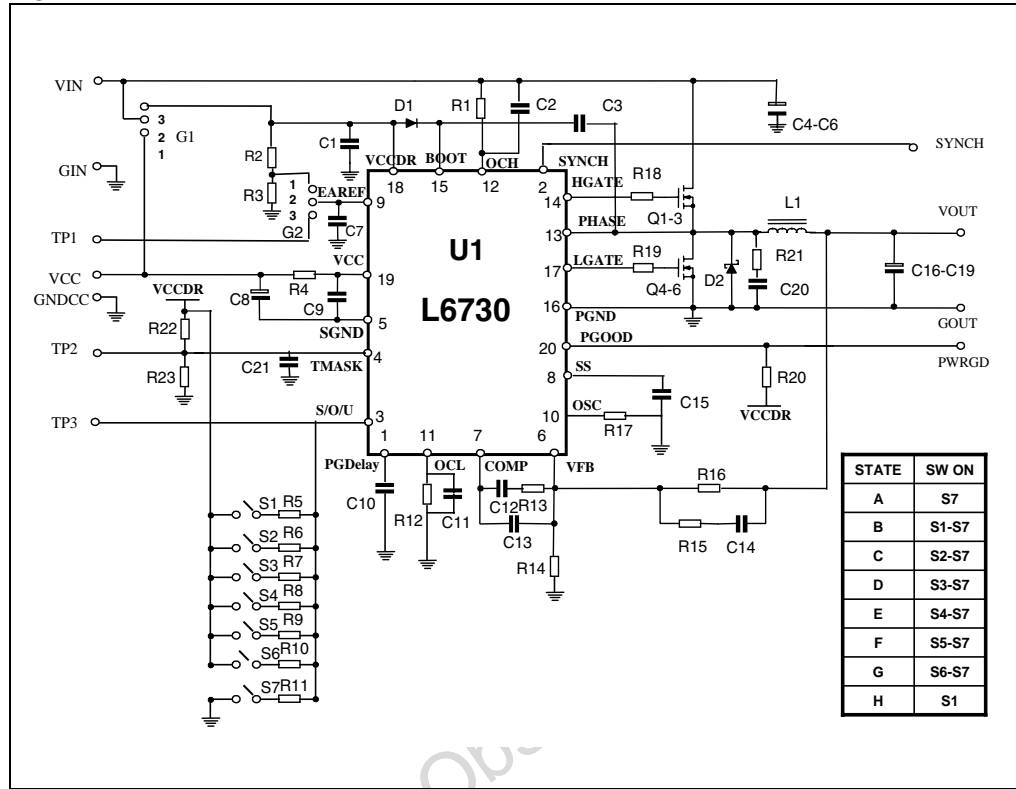 VIN
GIN
TP1
VCC
GNDCC
TP2
TP3
3
2
1
G1
R2
R3
C1
D1
R1
C2
C3
C4-C6
SYNCH
VCCDR
BOOT
OCH
SYNCH
18
15
12
2
1
2
3
G2
EAREF
9
C7
VCC
19
R4
C8
C9
5
SGND
VCCDR
R22
R23
C21
4
TMASK
S/O/U
3
U1
L6730
HGATE
14
R18
Q1-3
PHASE
13
L1
VOUT
LGATE
17
R19
Q4-6
D2
R21
C20
C16-C19
16
PGND
GOUT
20
PGOOD
PWRGD
R20
VCCDR
8
SS
C15
10
OSC
R17
1
11
7
6
PGDelay
OCL
COMP
VFB
C10
R12
C11
C12
R13
C13
R14
R16
R15
C14
S1 R5
S2 R6
S3 R7
S4 R8
S5 R9
S6 R10
S7 R11
STATE SW ON
A S7
B S1-S7
C S2-S7
D S3-S7
E S4-S7
F S5-S7
G S6-S7
H S1